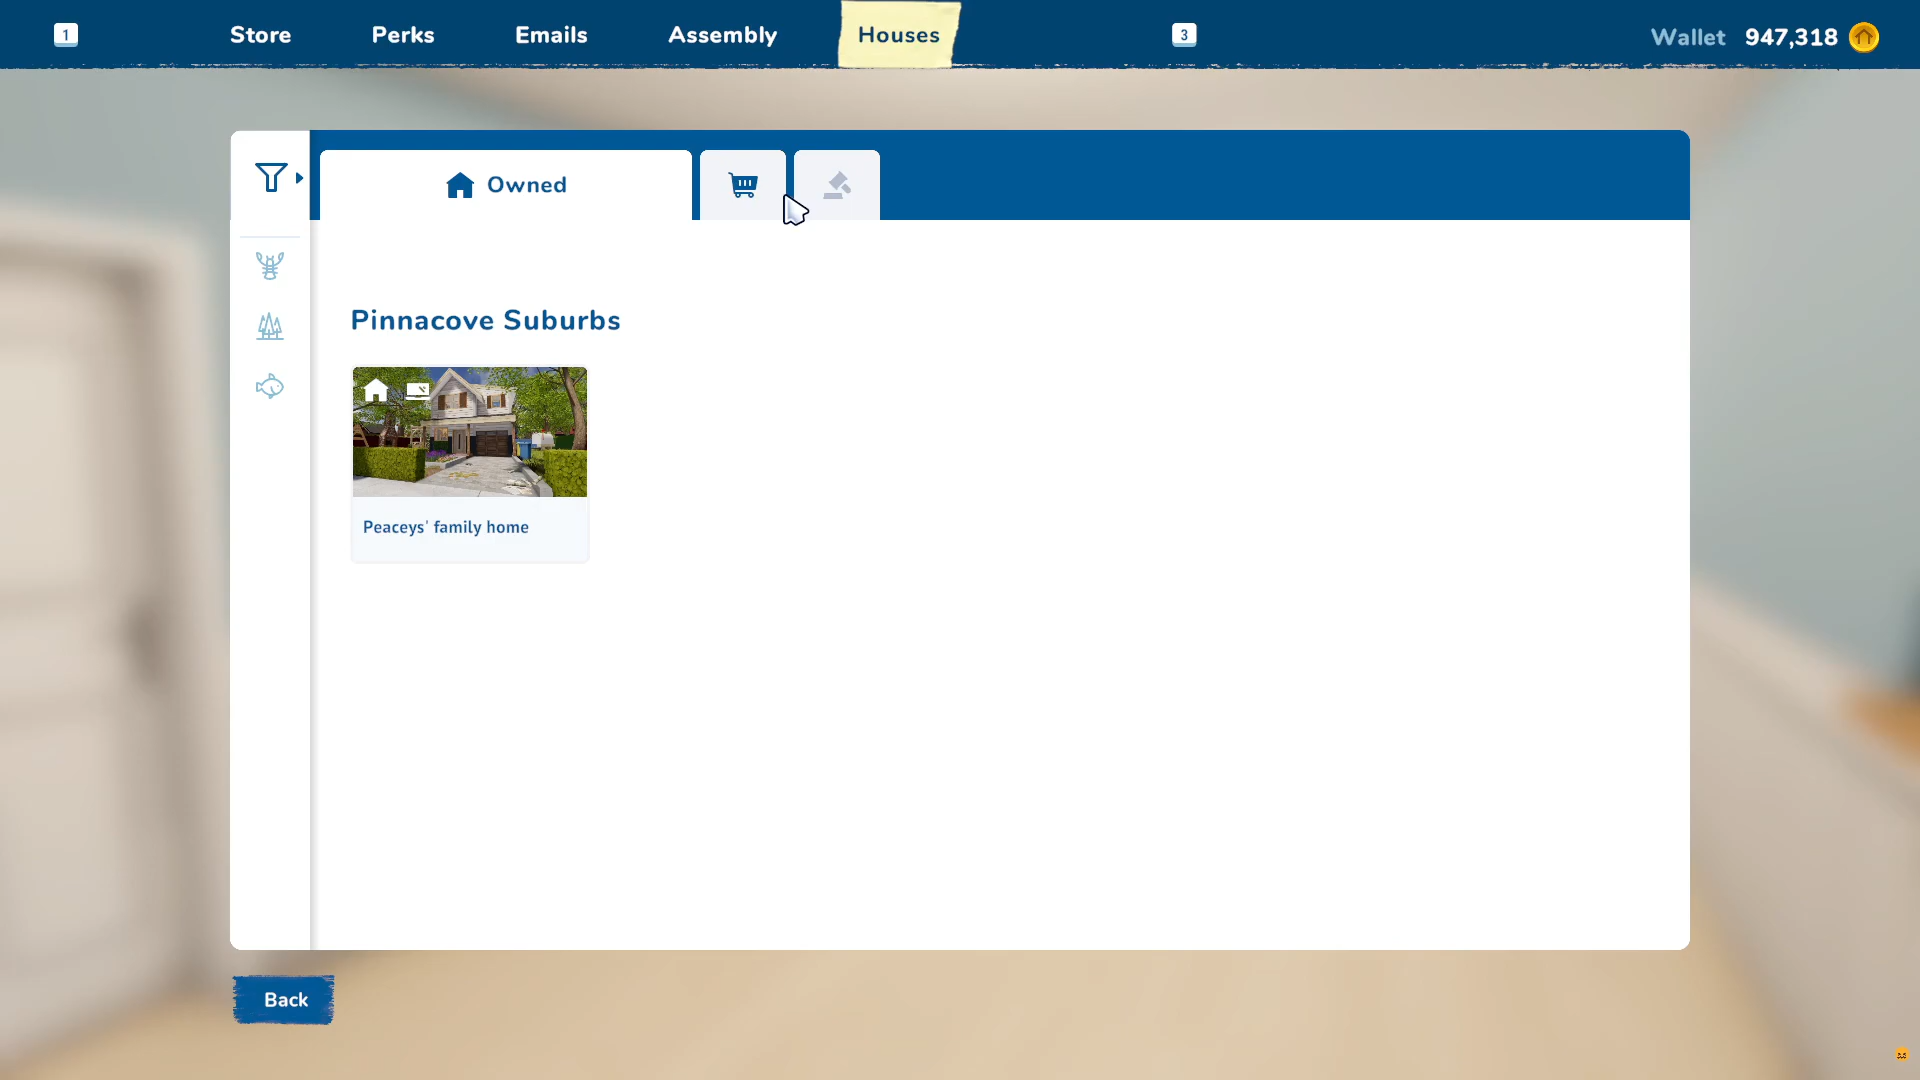 1
Store
Perks
Emails
Assembly
Houses
3
Wallet 947,318
Owned
Pinnacove Suburbs
Peaceys' family home
Back